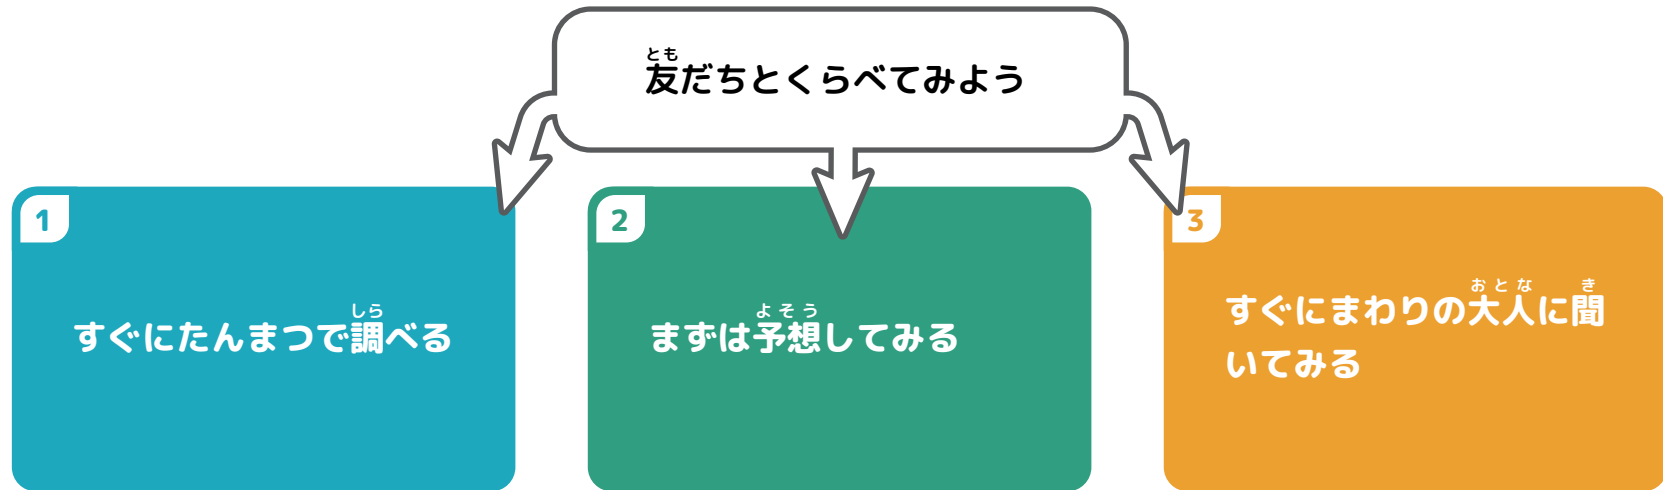 とも
友だちとくらべてみよう
1
しら
すぐにたんまつで調べる
2
よそう
まずは予想してみる
3
おとな き
すぐにまわりの大人に聞
いてみる